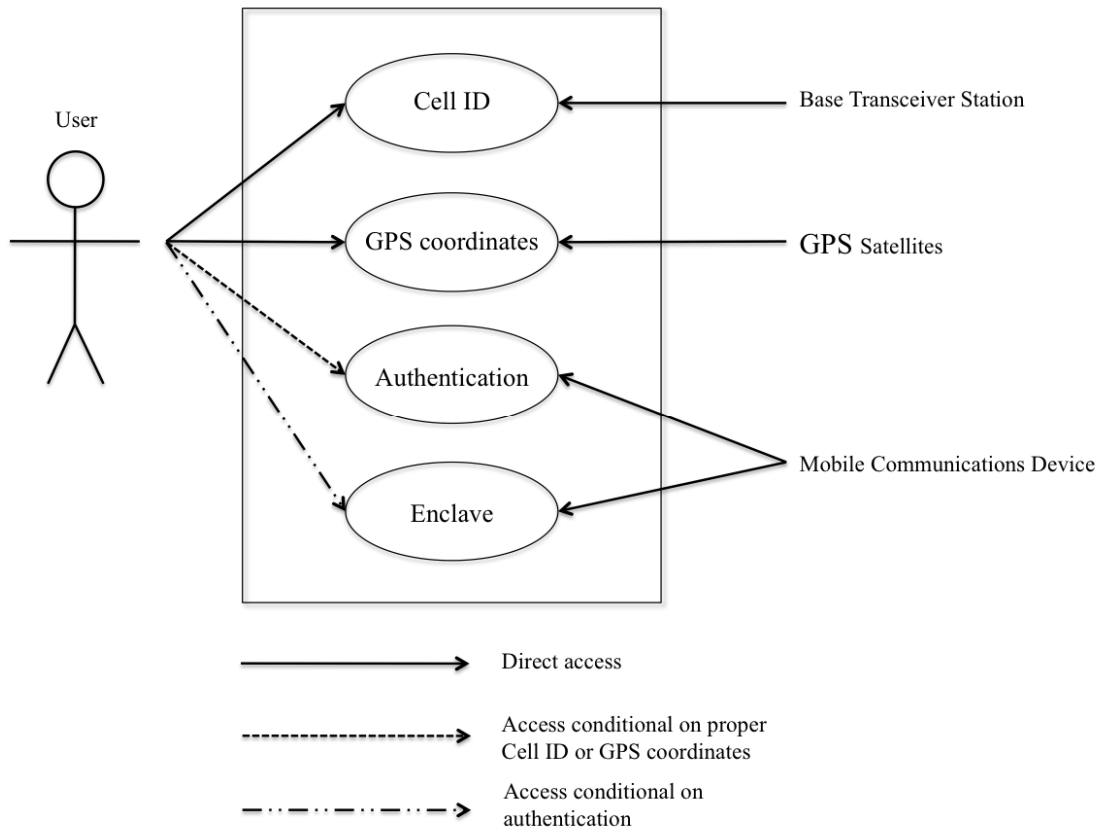 User
Cell ID
Base Transceiver Station
GPS coordinates
GPS Satellites
Authentication
Mobile Communications Device
Enclave
Direct access
Access conditional on proper
Cell ID or GPS coordinates
Access conditional on
authentication